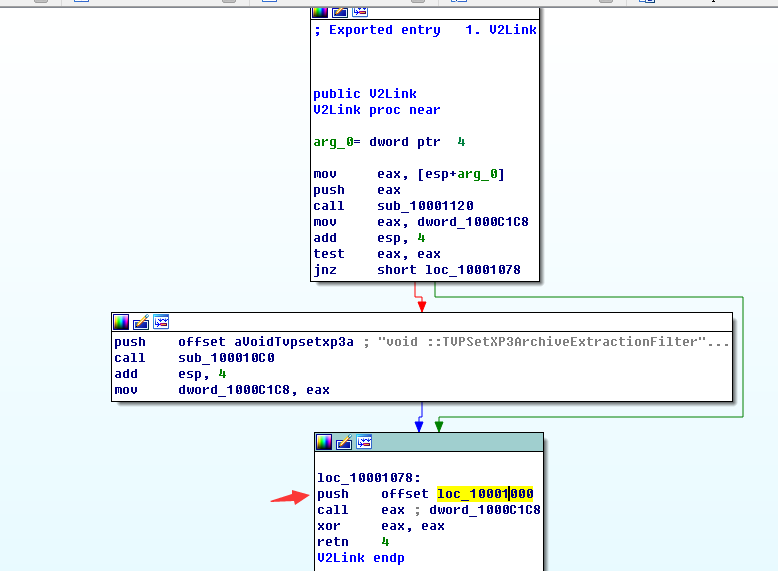 ; Exported entry   1. V2Link
public V2Link
V2Link proc near
arg_0= dword ptr  4
mov     eax, [esp+arg_0]
push    eax
call    sub_10001120
mov     eax, dword_1000C1C8
add     esp, 4
test    eax, eax
jnz     short loc_10001078
push    offset aVoidTvpsetxp3a ; "void ::TVPSetXP3ArchiveExtractionFilter"...
call    sub_100010C0
add     esp, 4
mov     dword_1000C1C8, eax
loc_10001078:
push    offset loc_10001000
call    eax ; dword_1000C1C8
xor     eax, eax
retn    4
V2Link endp